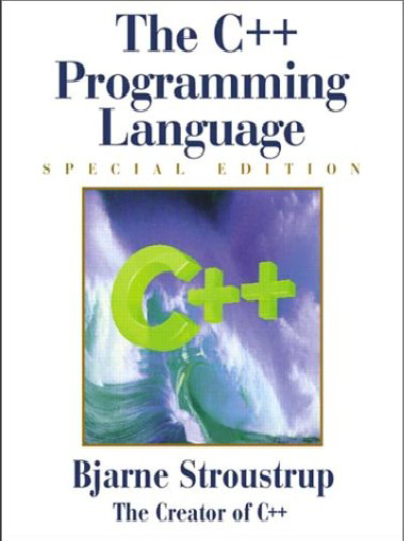 The C++
Programming
Language
SPECIAL EDITION
C++
Bjarne Stroustrup
The Creator of C++